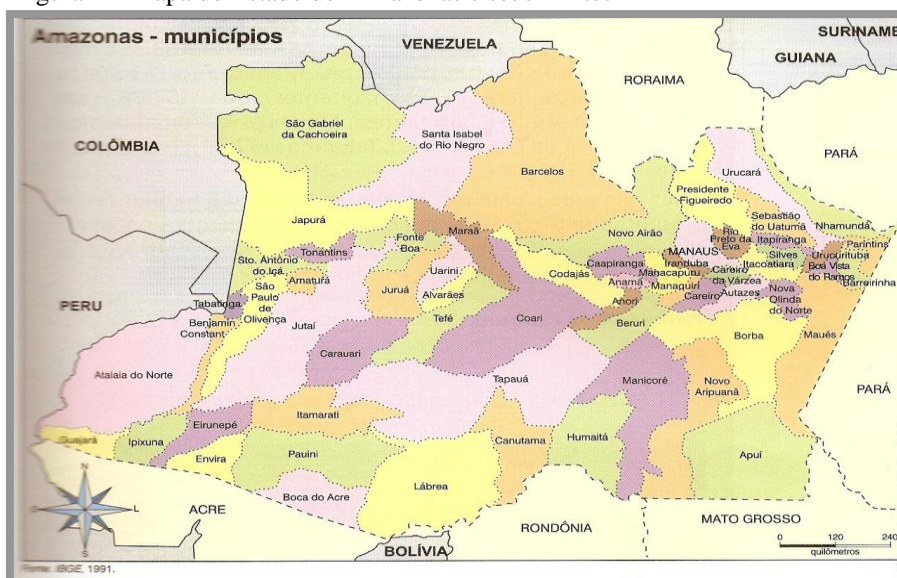 Amazonas - municípios
SURINAME
VENEZUELA
GUIANA
RORAIMA
COLÔMBIA
PARÁ
São Gabriel
da Cachoeira
Santa Isabel
do Rio Negro
Barcelos
Urucará
Presidente
Figueiredo
Japurá
Maraã
Sebastião
do Uatumã
Nhamundá
Novo Airão
Fonte
Boa
Tonantins
Sto. Antônio
do Içá
Rio
Preto da
Eva
Itapiranga
Parintins
MANAUS
Iranduba
Silves
Urucurituba
Uarini
Codajás
Caapiranga
Manacapuru
Careiro
da Várzea
Itacoatiara
Boa Vista
do Ramos
Barreirinha
Amaturá
Anamã
Manaquiri
PERU
Tabatinga
São
Paulo
de
Olivença
Juruá
Alvarães
Anori
Careiro
Autazes
Nova
Olinda
do Norte
Benjamin
Constant
Jutaí
Tefé
Coari
Beruri
Borba
Maués
Carauari
Atalaia do Norte
Tapauá
Manicoré
Novo
Aripuanã
PARÁ
Itamarati
Eirunepé
Guajará
Ipixuna
Canutama
Humaitá
Envira
Pauini
Apuí
Lábrea
Boca do Acre
N
L
S
ACRE
RONDÔNIA
MATO GROSSO
BOLÍVIA
0 120 240
quilômetros
Fonte: IBGE, 1991.